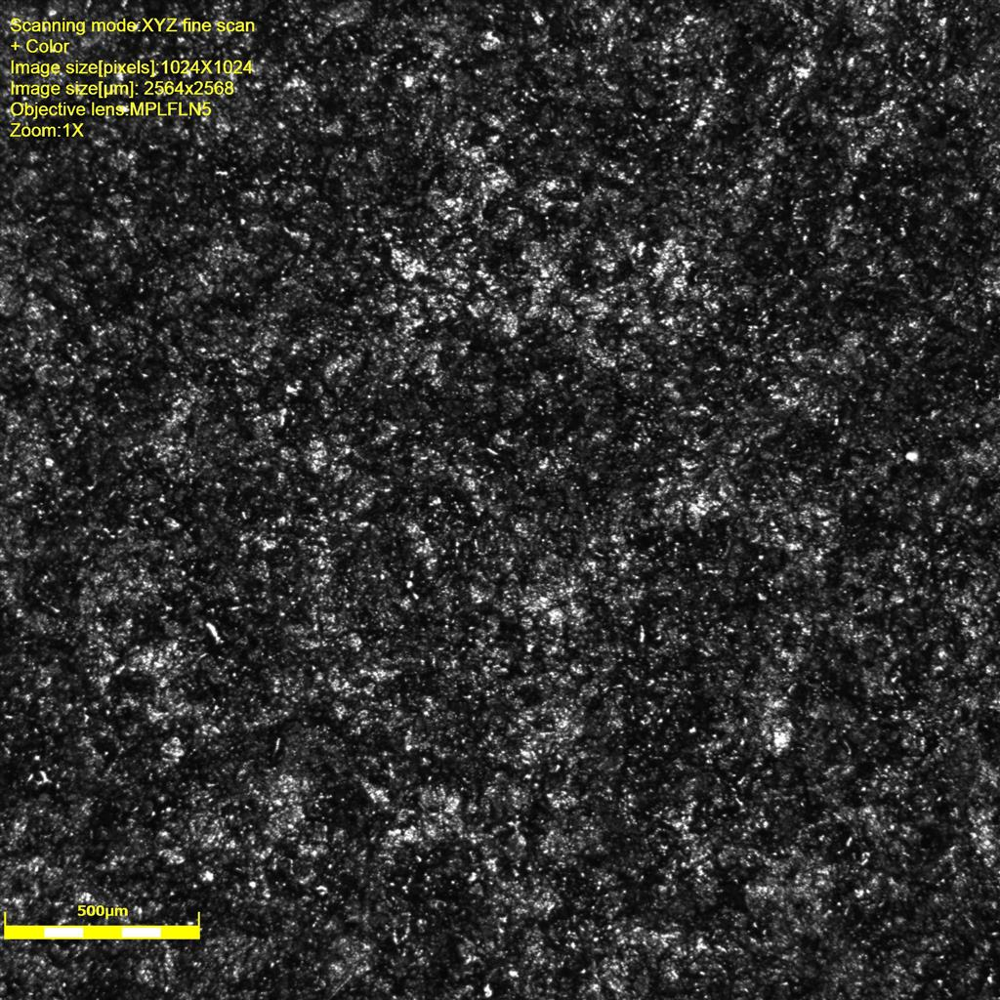 Scanning mode:XYZ fine scan
+ Color
Image size[pixels]:1024X1024
Image size[µm]: 2564x2568
Objective lens:MPLFLN5
Zoom:1X
500µm